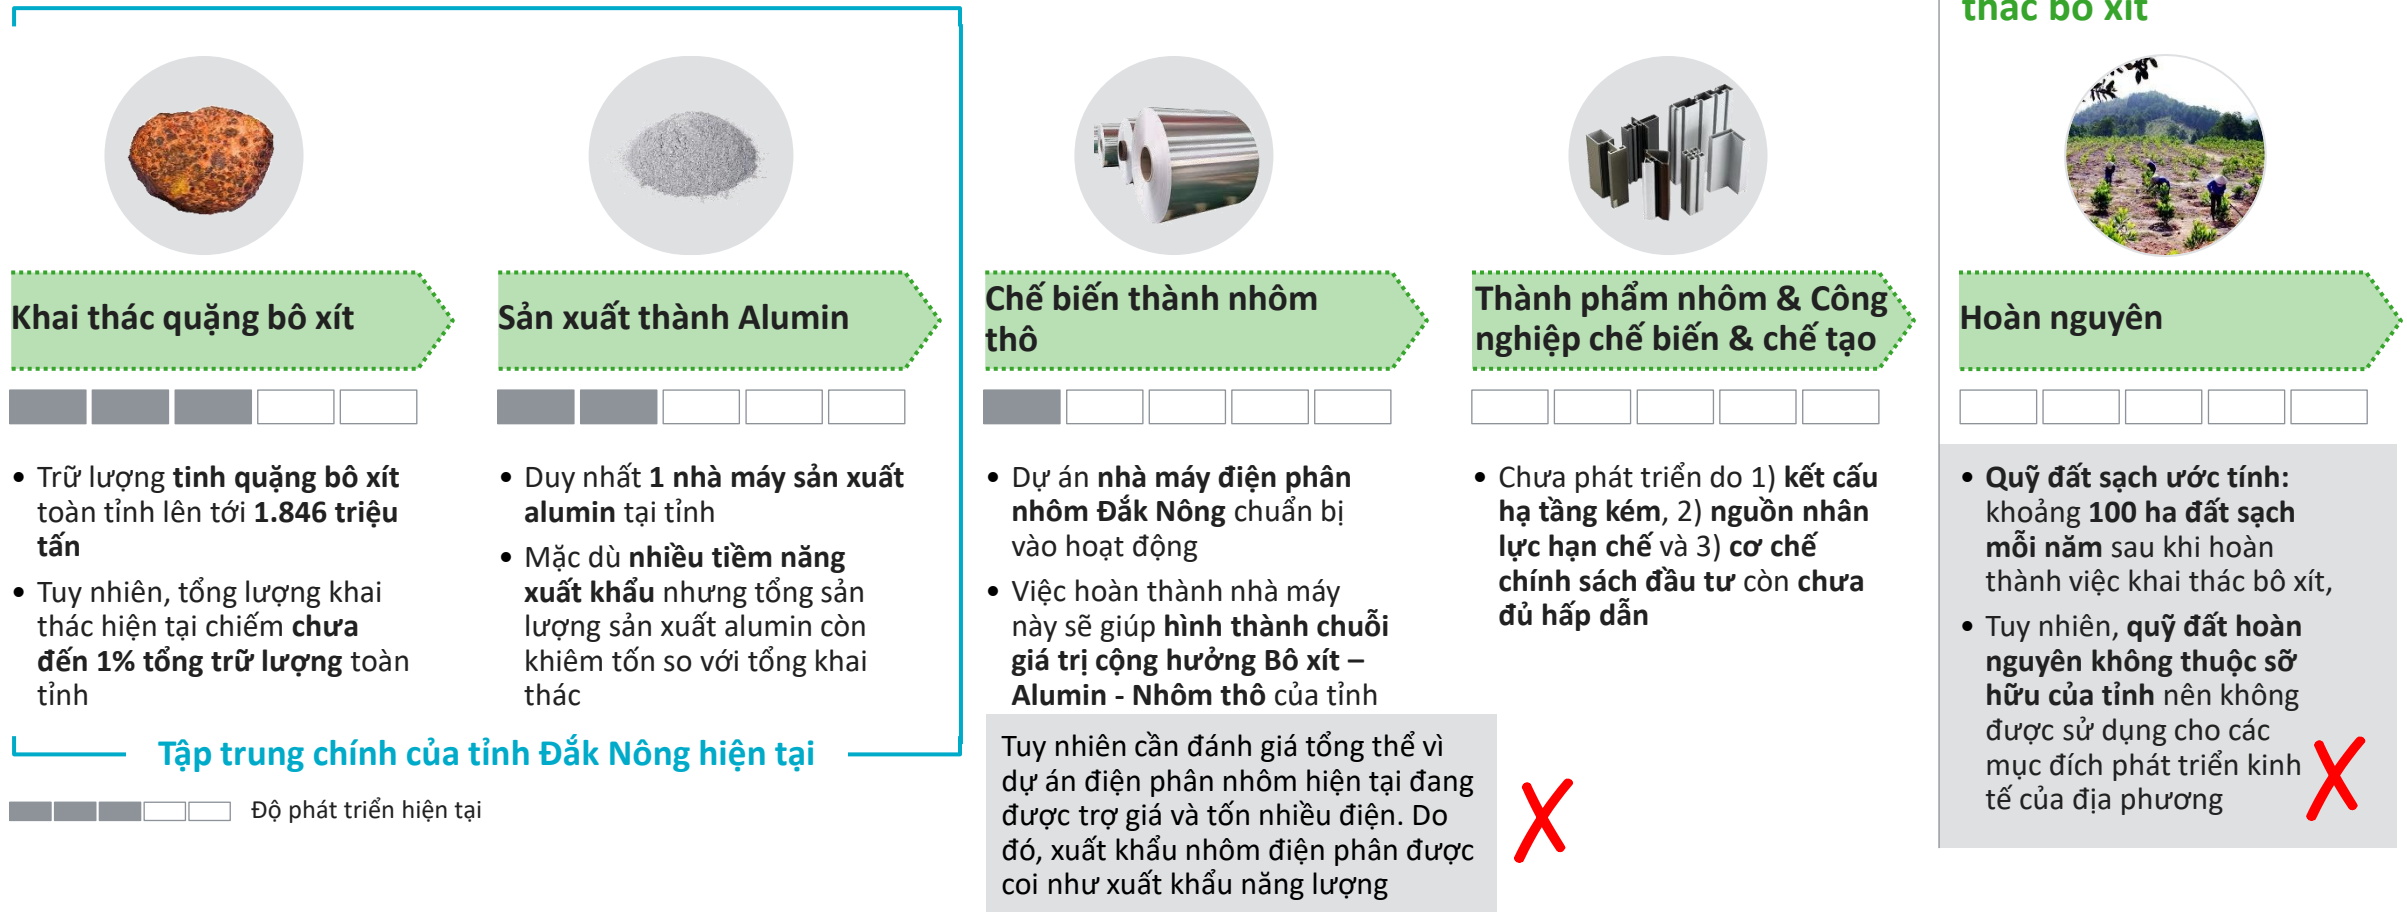 thác bô xít
Khai thác quặng bô xít
Sản xuất thành Alumin
Chế biến thành nhôm
thô
Thành phẩm nhôm & Công
nghiệp chế biến & chế tạo
Hoàn nguyên
• Trữ lượng tinh quặng bô xít
toàn tỉnh lên tới 1.846 triệu
tấn
• Tuy nhiên, tổng lượng khai
thác hiện tại chiếm chưa
đến 1% tổng trữ lượng toàn
tỉnh
• Duy nhất 1 nhà máy sản xuất
alumin tại tỉnh
• Mặc dù nhiều tiềm năng
xuất khẩu nhưng tổng sản
lượng sản xuất alumin còn
khiêm tốn so với tổng khai
thác
• Dự án nhà máy điện phân
nhôm Đắk Nông chuẩn bị
vào hoạt động
• Việc hoàn thành nhà máy
này sẽ giúp hình thành chuỗi
giá trị cộng hưởng Bô xít –
Alumin - Nhôm thô của tỉnh
Tuy nhiên cần đánh giá tổng thể vì
dự án điện phân nhôm hiện tại đang
được trợ giá và tốn nhiều điện. Do
đó, xuất khẩu nhôm điện phân được
coi như xuất khẩu năng lượng
• Chưa phát triển do 1) kết cấu
hạ tầng kém, 2) nguồn nhân
lực hạn chế và 3) cơ chế
chính sách đầu tư còn chưa
đủ hấp dẫn
• Quỹ đất sạch ước tính:
khoảng 100 ha đất sạch
mỗi năm sau khi hoàn
thành việc khai thác bô xít,
• Tuy nhiên, quỹ đất hoàn
nguyên không thuộc sỡ
hữu của tỉnh nên không
được sử dụng cho các
mục đích phát triển kinh
tế của địa phương
Tập trung chính của tỉnh Đắk Nông hiện tại
Độ phát triển hiện tại